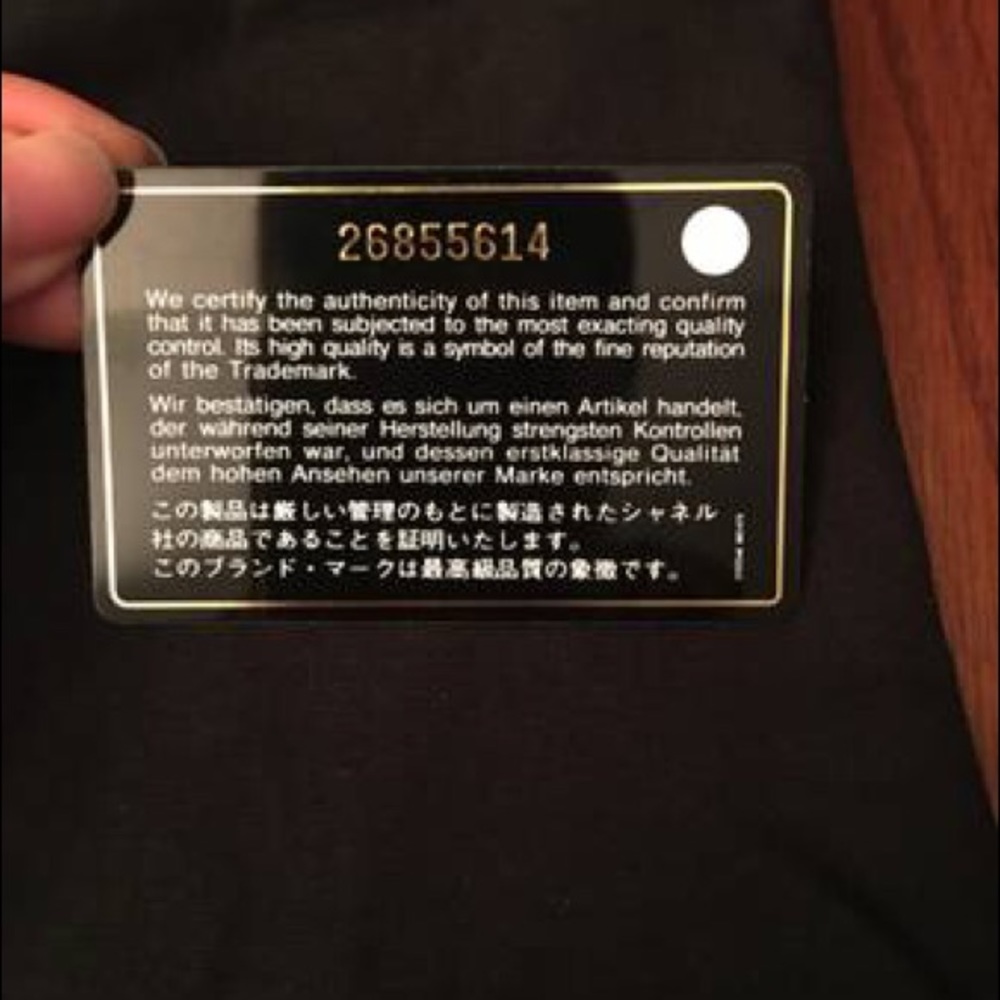 26855614
We certify the authenticity of this item and confirm
that it has been subjected to the most exacting quality
control. Its high quality is a symbol of the fine reputation
of the Trademark.
Wir bestätigen, dass es sich um einen Artikel handelt,
der während seiner Herstellung strengsten Kontrollen
unterworfen war, und dessen erstklassige Qualität
dem hohen Ansehen unserer Marke entspricht.
この製品は厳しい管理のもとに製造されたシャネル
社の商品であることを証明いたします。
このブランド・マークは最高級品質の象徴です。